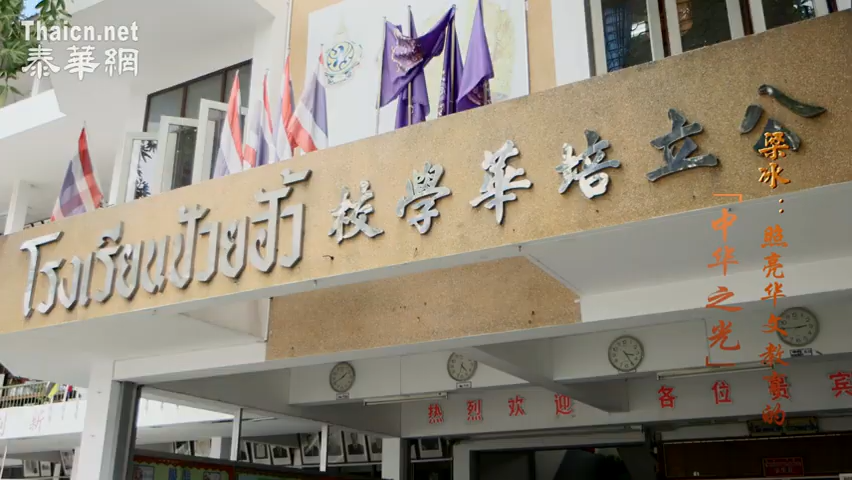 Thaicn.net
泰華網
公立培華學校
โรงเรียนป้วยฮั้ว
梁冰：照亮华文教育的
「中华之光」
热烈欢迎 各位 宾